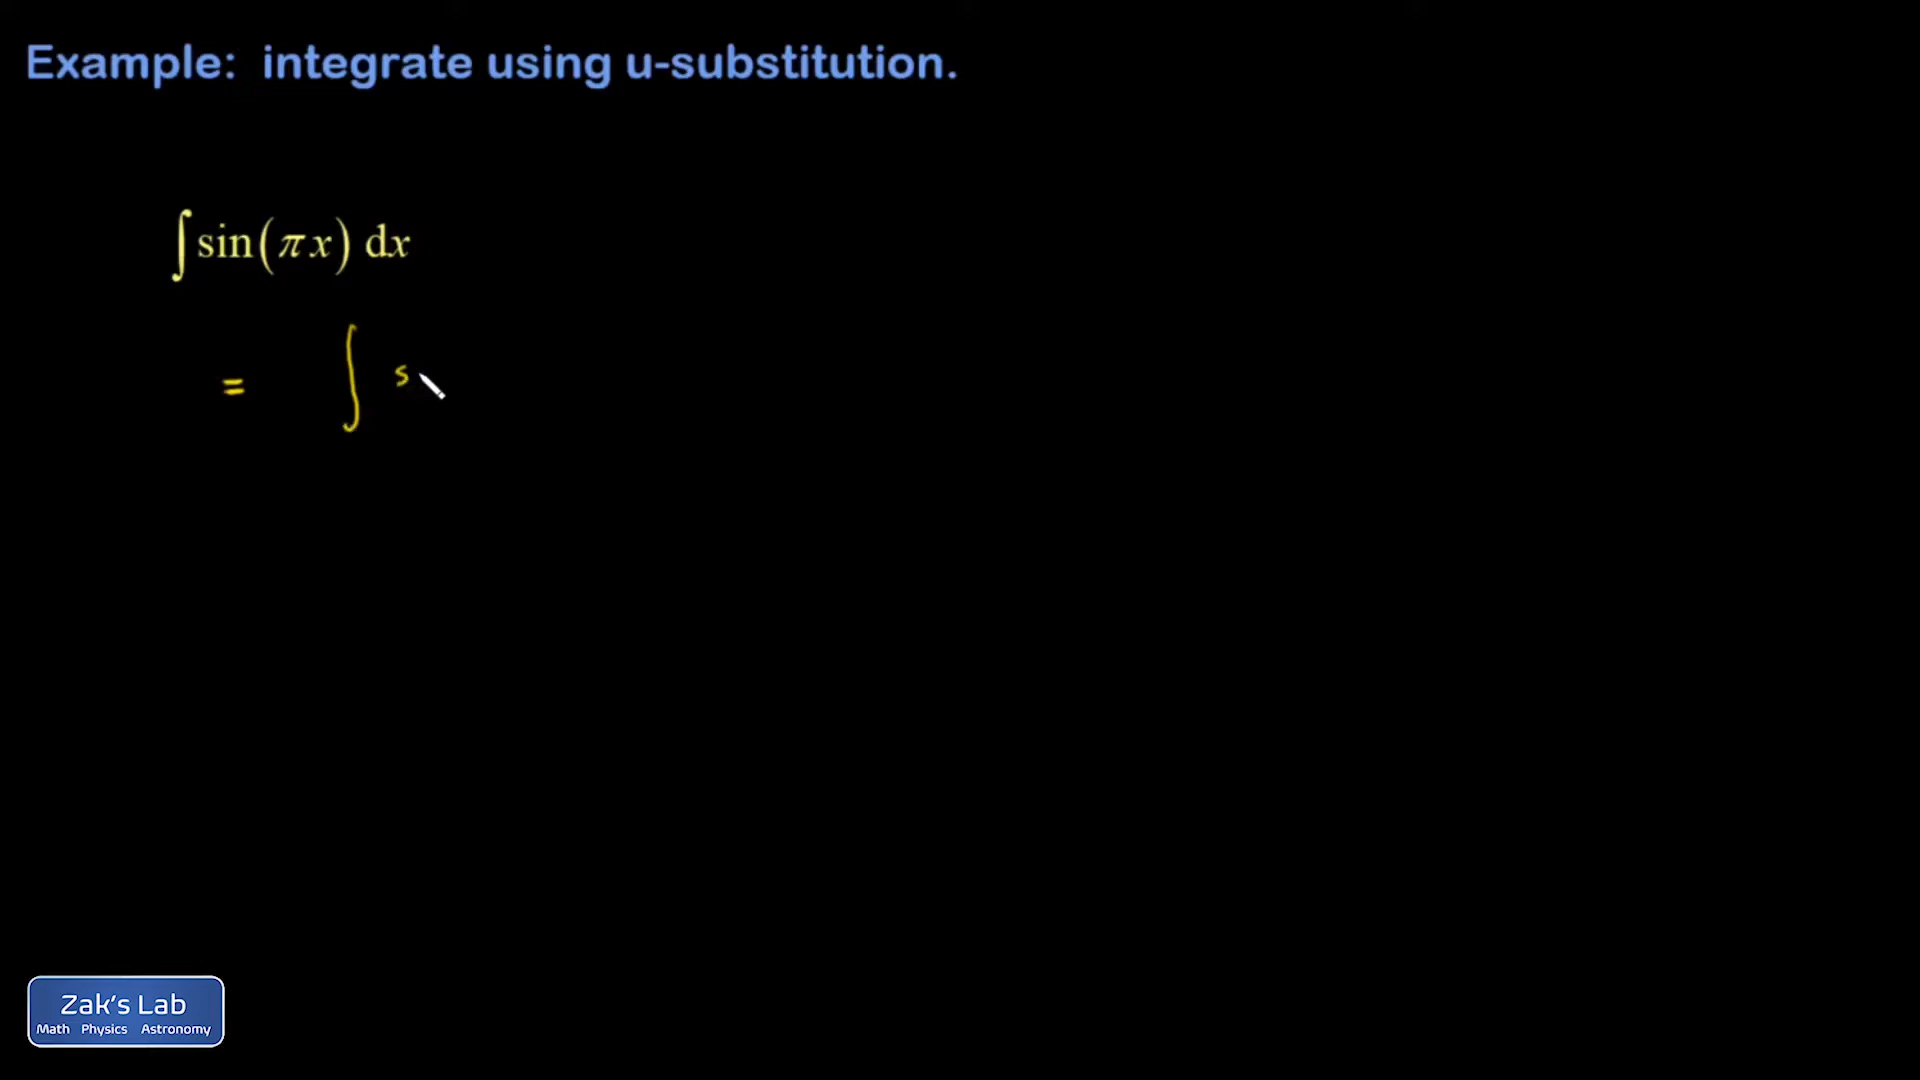 Example: integrate using u-substitution.
∫sin(πx) dx
= ∫ s
Zak's Lab
Math Physics Astronomy